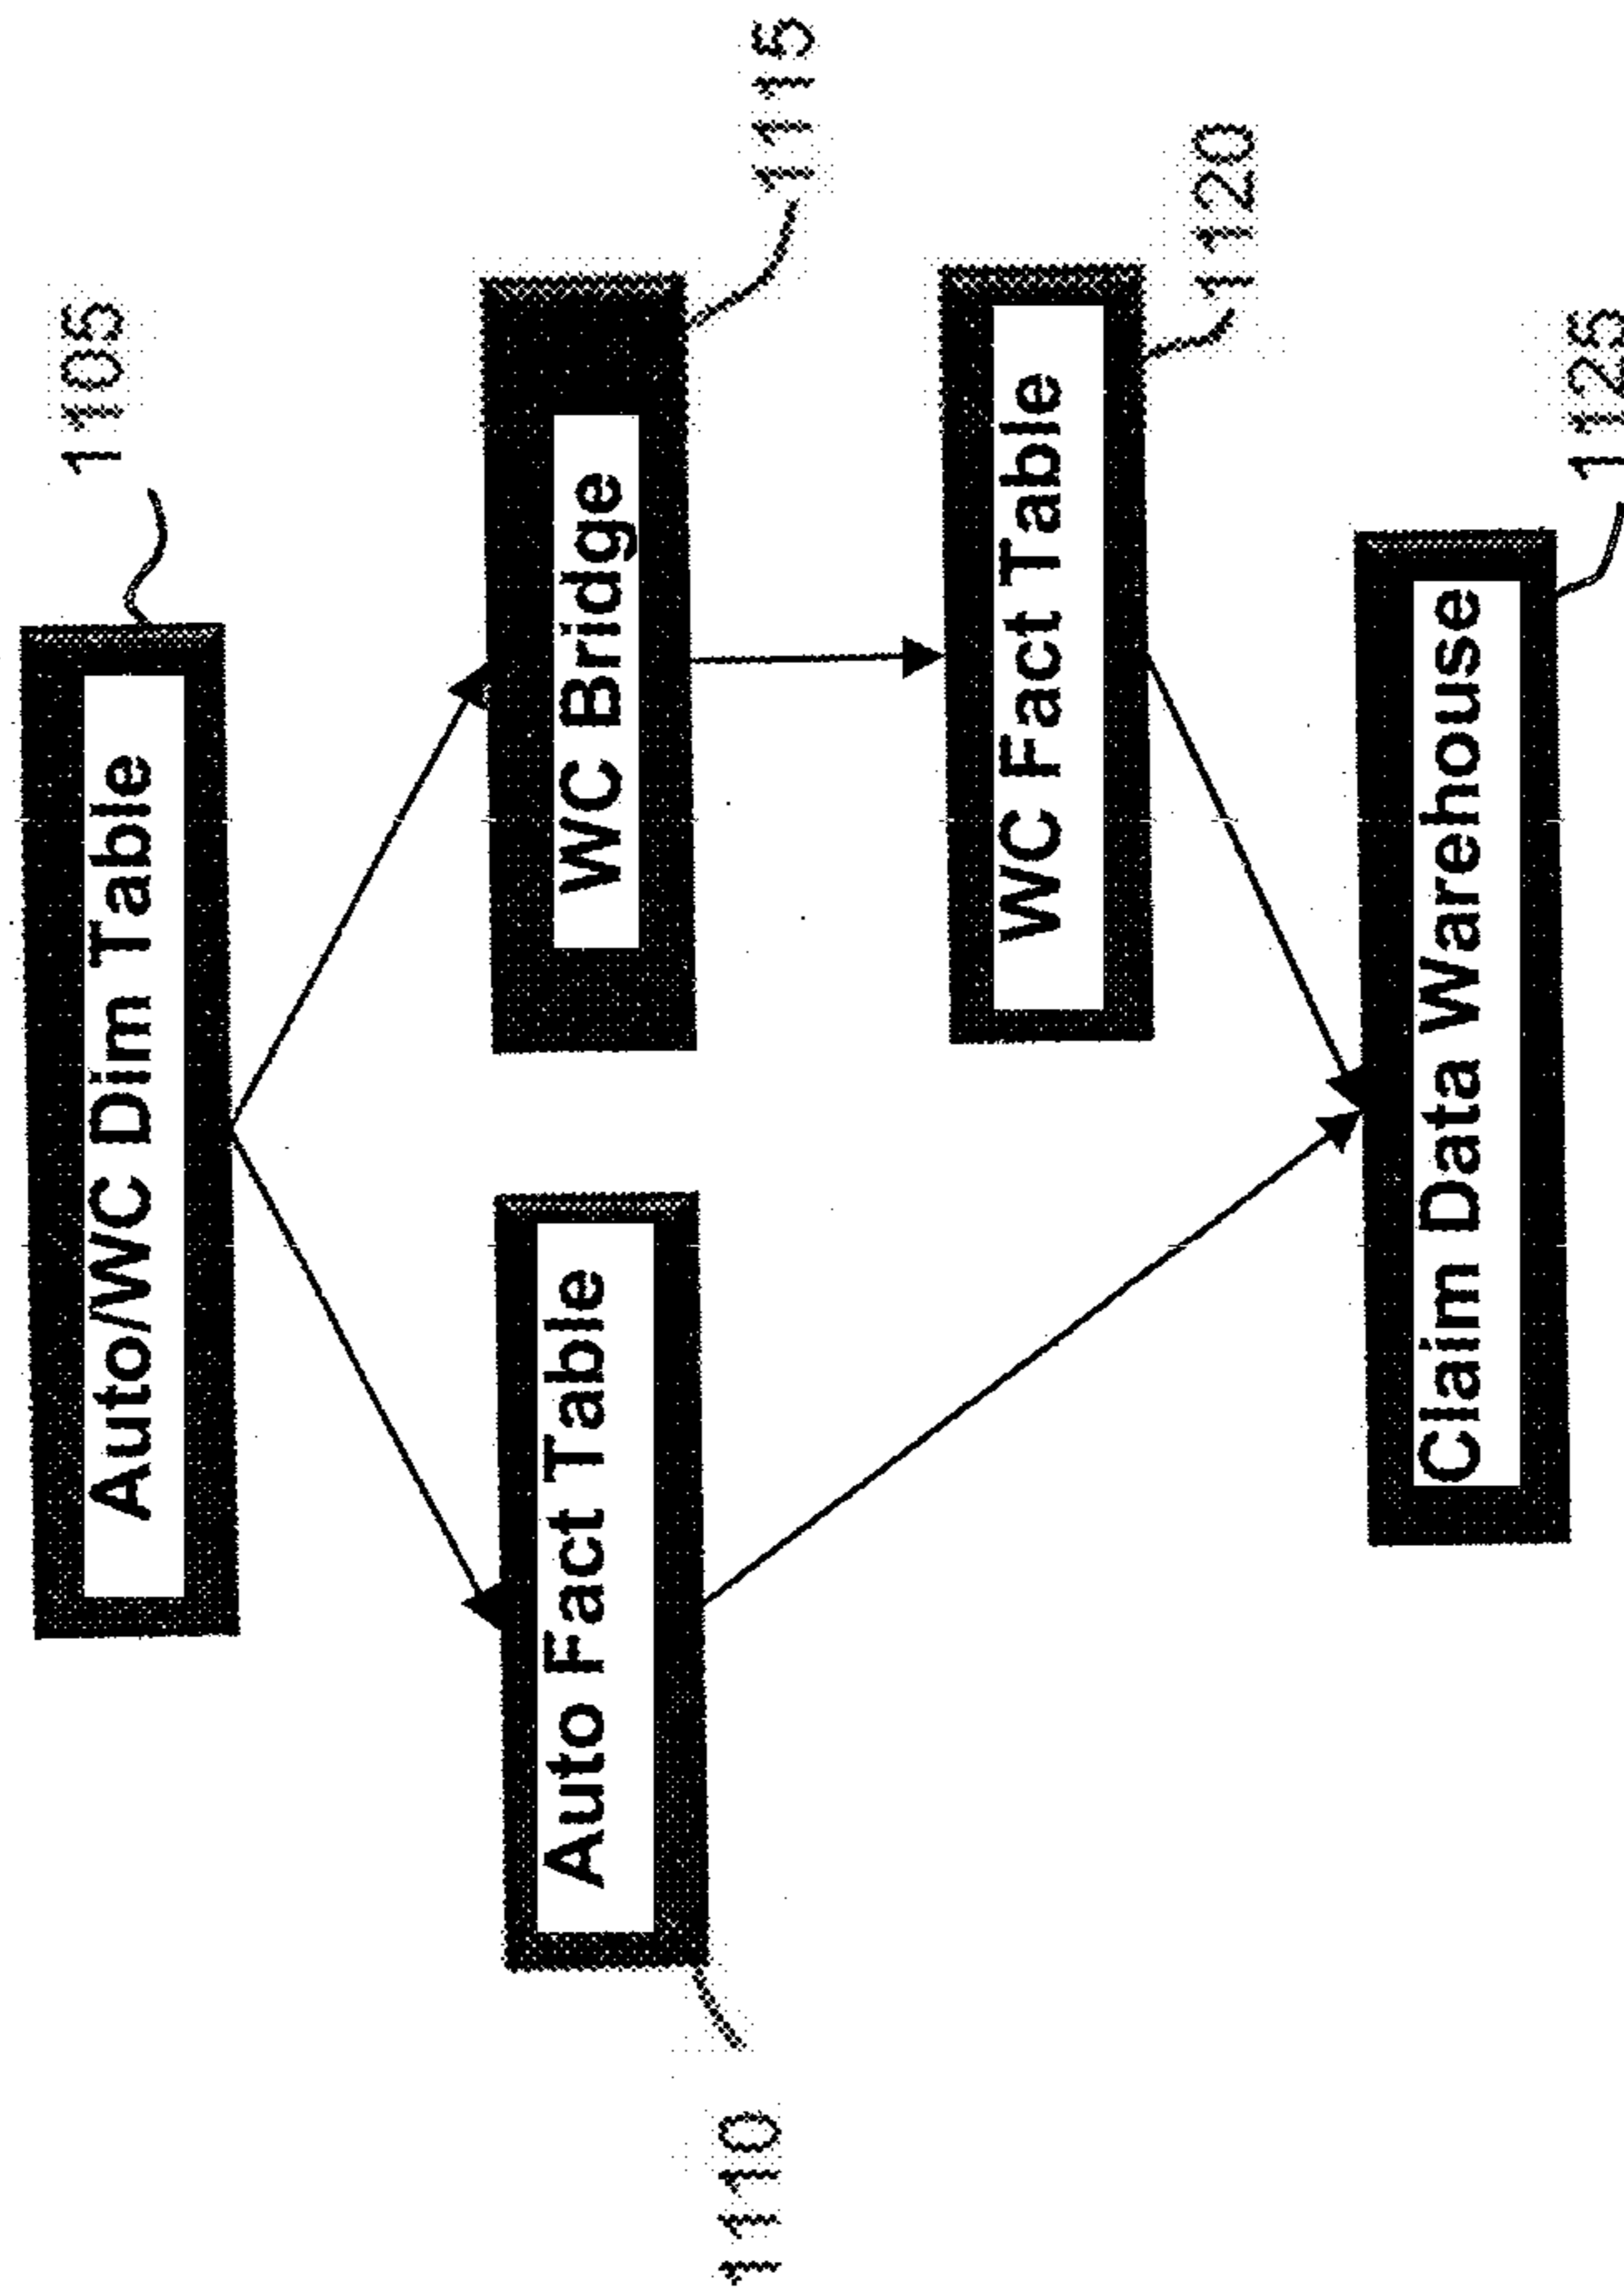 1105
Auto/WC Dim Table
1110
Auto Fact Table
WC Bridge
1115
WC Fact Table
1120
Claim Data Warehouse
1125